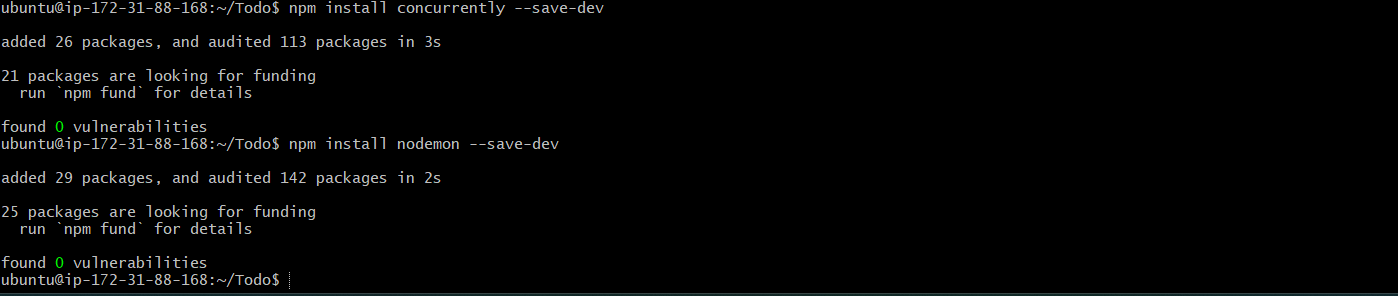 ubuntu@ip-172-31-88-168:~/Todo$ npm install concurrently --save-dev
added 26 packages, and audited 113 packages in 3s
21 packages are looking for funding
  run `npm fund` for details
found 0 vulnerabilities
ubuntu@ip-172-31-88-168:~/Todo$ npm install nodemon --save-dev
added 29 packages, and audited 142 packages in 2s
25 packages are looking for funding
  run `npm fund` for details
found 0 vulnerabilities
ubuntu@ip-172-31-88-168:~/Todo$